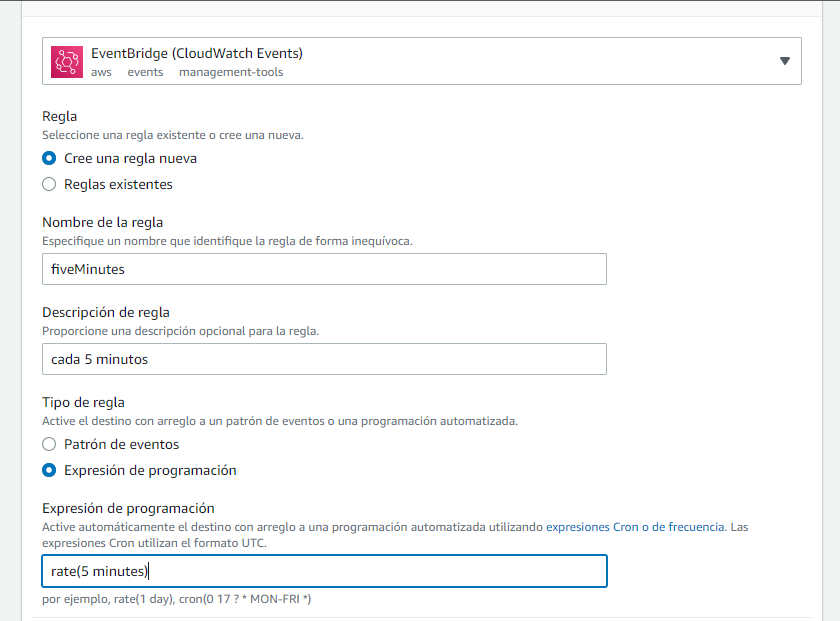 EventBridge (CloudWatch Events)
aws events management-tools
Regla
Seleccione una regla existente o cree una nueva.
Cree una regla nueva
Reglas existentes
Nombre de la regla
Especifique un nombre que identifique la regla de forma inequívoca.
fiveMinutes
Descripción de regla
Proporcione una descripción opcional para la regla.
cada 5 minutos
Tipo de regla
Active el destino con arreglo a un patrón de eventos o una programación automatizada.
Patrón de eventos
Expresión de programación
Expresión de programación
Active automáticamente el destino con arreglo a una programación automatizada utilizando expresiones Cron o de frecuencia. Las
expresiones Cron utilizan el formato UTC.
rate(5 minutes)
por ejemplo, rate(1 day), cron(0 17 ? * MON-FRI *)